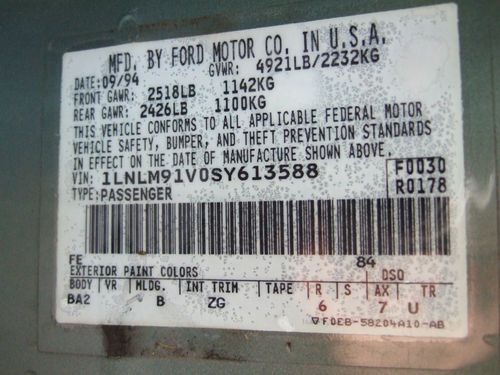 MFD. BY FORD MOTOR CO. IN U.S.A.
DATE: 09/94 GVWR: 4921LB/2232KG
FRONT GAWR: 2518LB 1142KG
REAR GAWR: 2426LB 1100KG
THIS VEHICLE CONFORMS TO ALL APPLICABLE FEDERAL MOTOR
VEHICLE SAFETY, BUMPER, AND THEFT PREVENTION STANDARDS
IN EFFECT ON THE DATE OF MANUFACTURE SHOWN ABOVE.
VIN: 1LNLM91V0SY613588 F0030
TYPE: PASSENGER R0178
FE 84
EXTERIOR PAINT COLORS DSO
BODY VR MLDG. INT TRIM TAPE R S AX TR
BA2 B ZG 6 7 U
▽ F0EB-58204A10-AB